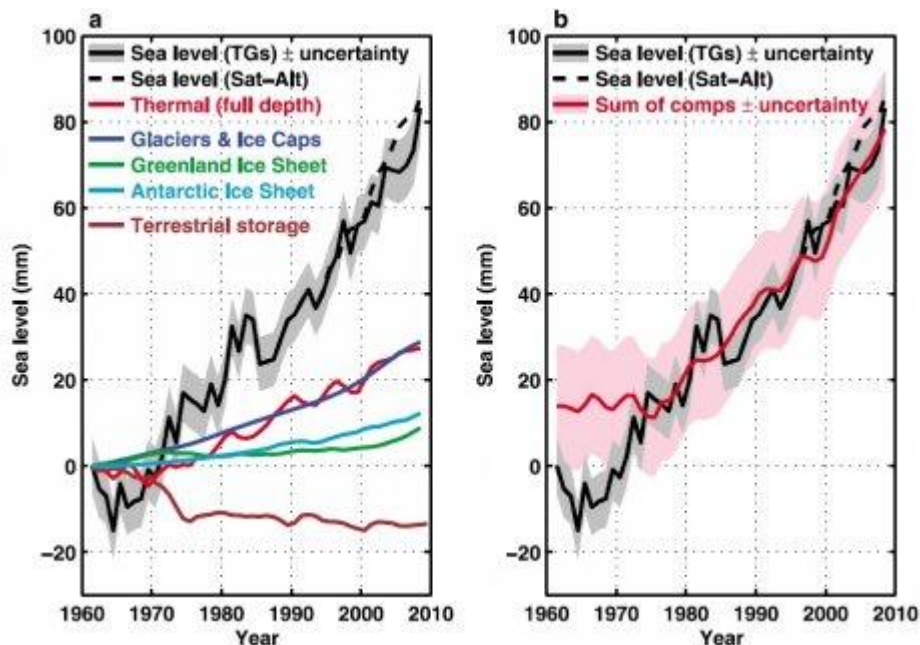 a
Sea level (TGs) ± uncertainty
Sea level (Sat–Alt)
Thermal (full depth)
Glaciers & Ice Caps
Greenland Ice Sheet
Antarctic Ice Sheet
Terrestrial storage
Sea level (mm)
100
80
60
40
20
0
−20
1960 1970 1980 1990 2000 2010
Year
b
Sea level (TGs) ± uncertainty
Sea level (Sat–Alt)
Sum of comps ± uncertainty
Sea level (mm)
100
80
60
40
20
0
−20
1960 1970 1980 1990 2000 2010
Year